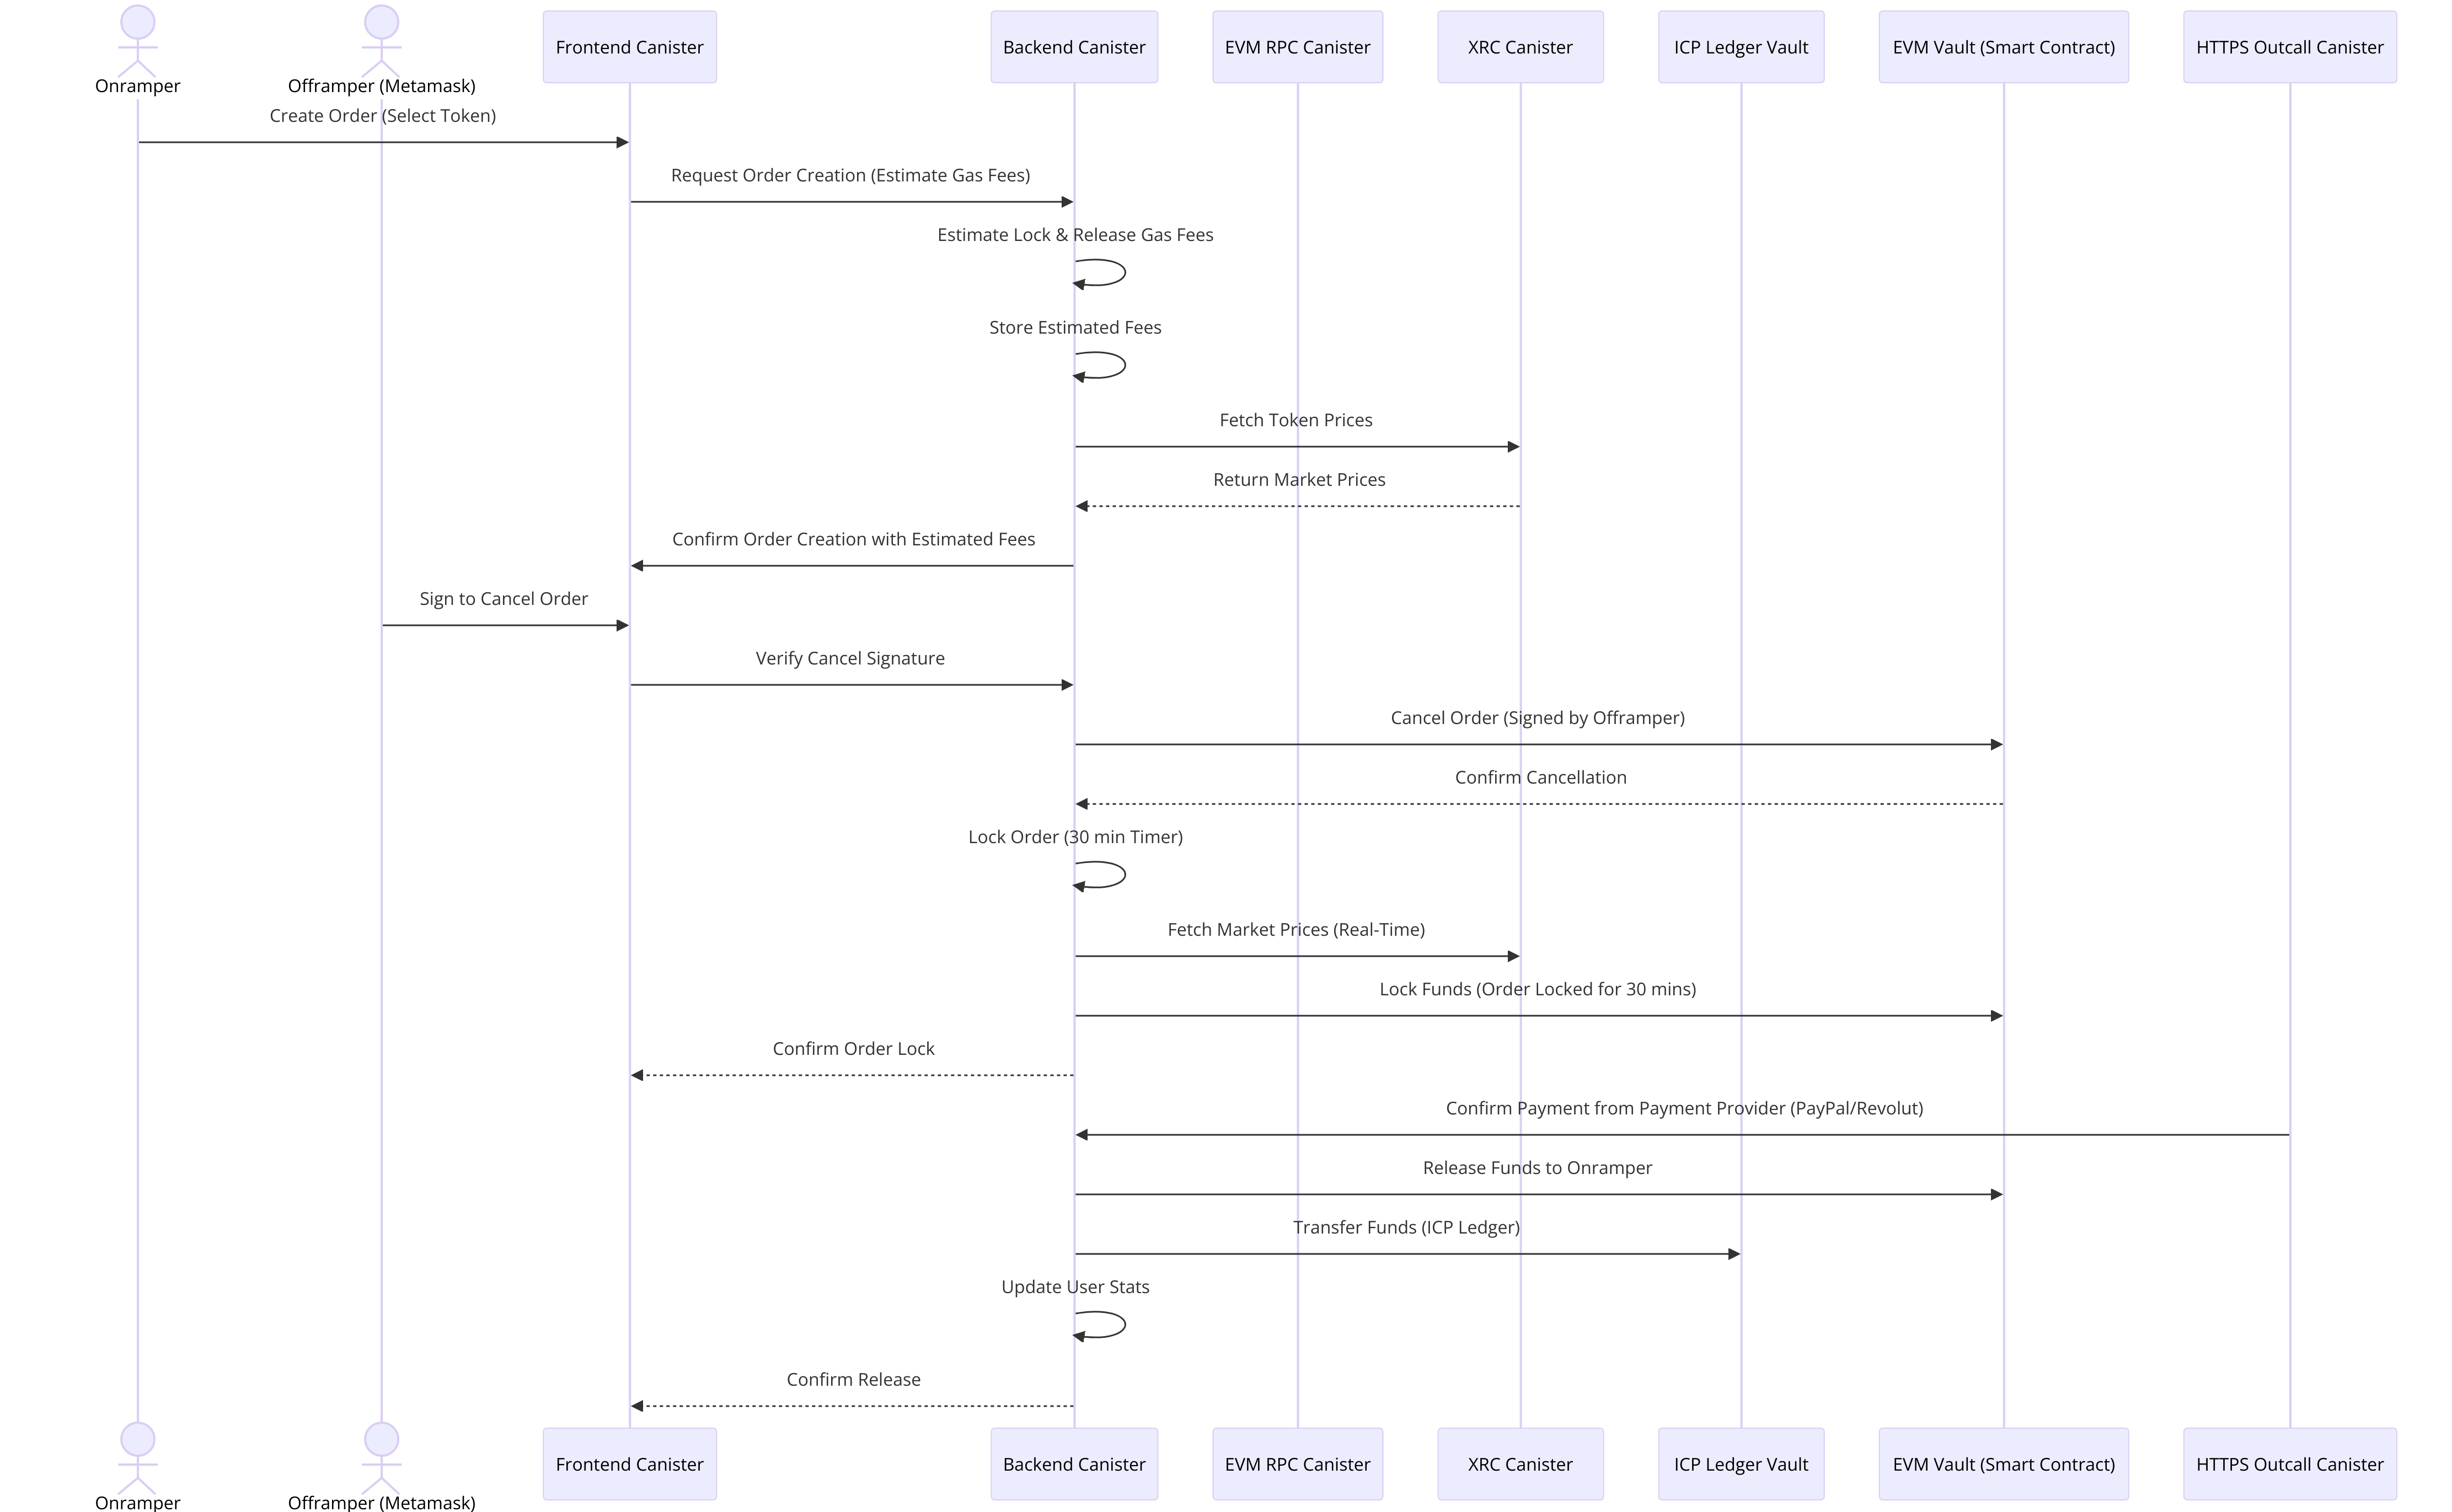 Frontend Canister
Backend Canister
EVM RPC Canister
XRC Canister
ICP Ledger Vault
EVM Vault (Smart Contract)
HTTPS Outcall Canister
Onramper
Offramper (Metamask)
Create Order (Select Token)
Request Order Creation (Estimate Gas Fees)
Estimate Lock & Release Gas Fees
Store Estimated Fees
Fetch Token Prices
Return Market Prices
Confirm Order Creation with Estimated Fees
Sign to Cancel Order
Verify Cancel Signature
Cancel Order (Signed by Offramper)
Confirm Cancellation
Lock Order (30 min Timer)
Fetch Market Prices (Real-Time)
Lock Funds (Order Locked for 30 mins)
Confirm Order Lock
Confirm Payment from Payment Provider (PayPal/Revolut)
Release Funds to Onramper
Transfer Funds (ICP Ledger)
Update User Stats
Confirm Release
Frontend Canister
Backend Canister
EVM RPC Canister
XRC Canister
ICP Ledger Vault
EVM Vault (Smart Contract)
HTTPS Outcall Canister
Onramper
Offramper (Metamask)